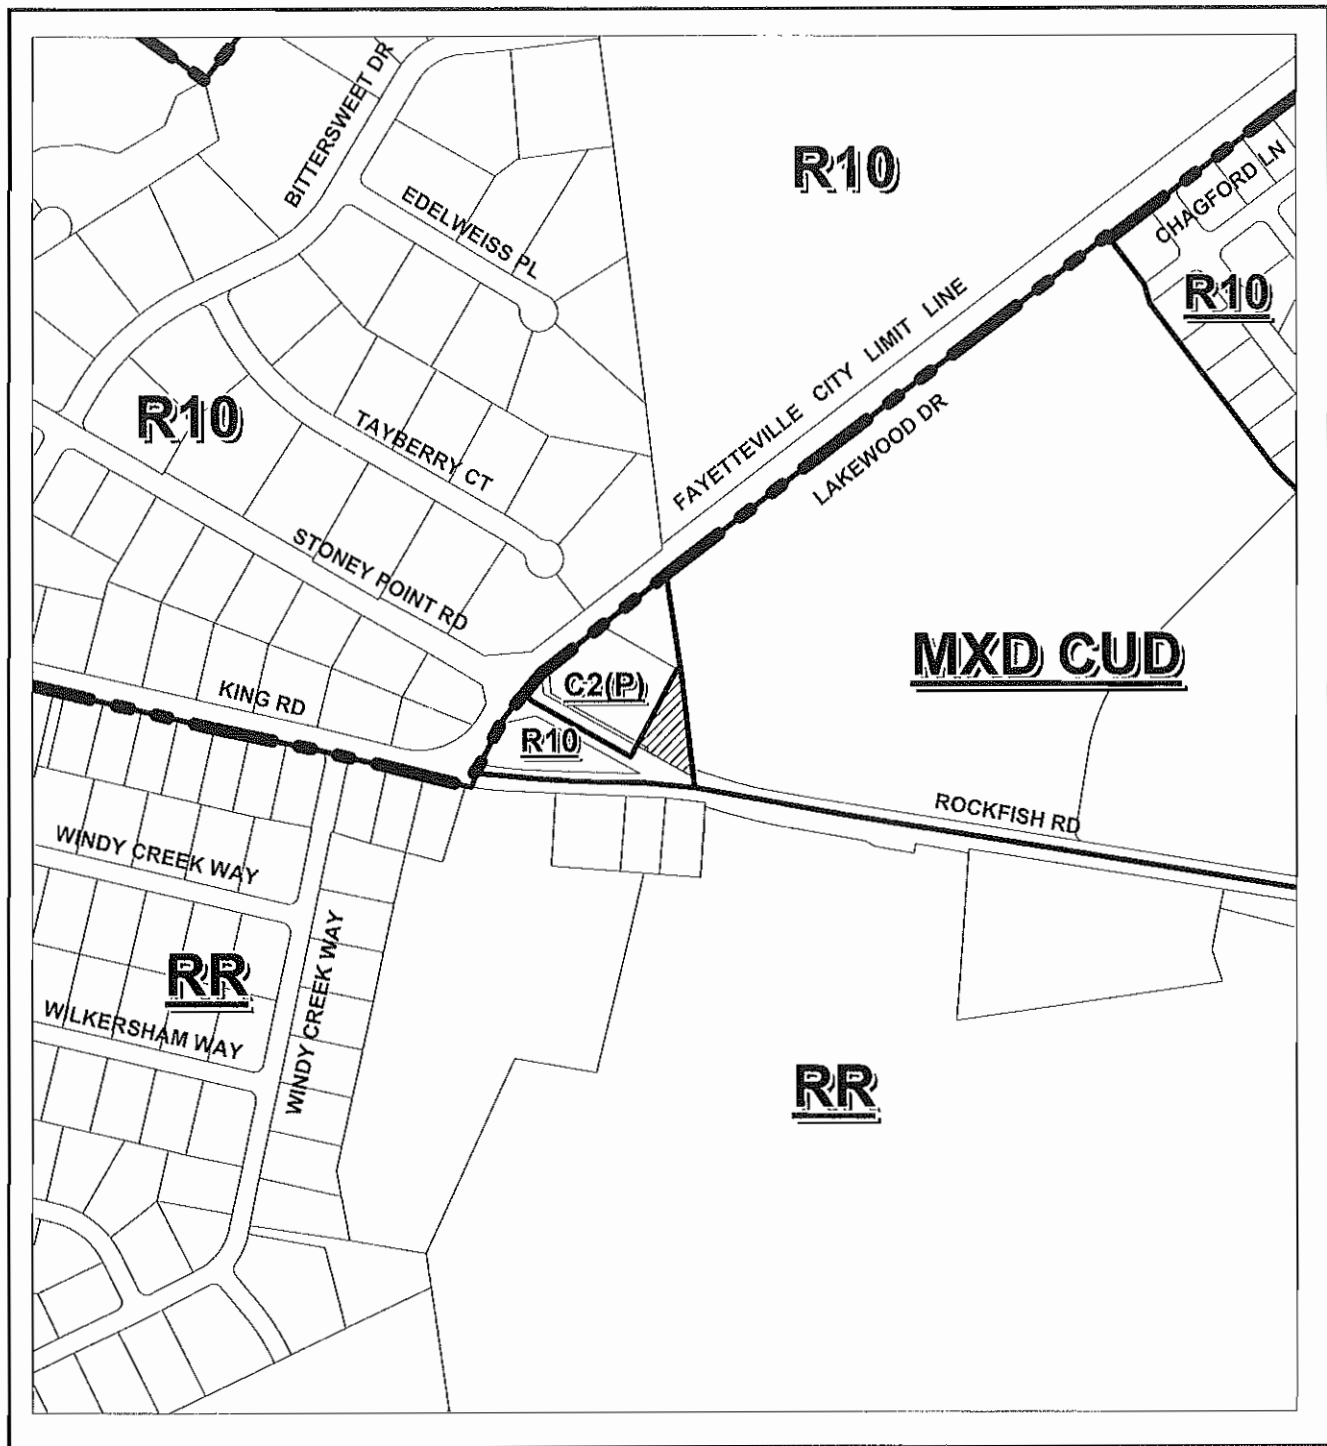 BITTERSWEET DR
R10
CHAGFORD LN
EDELWEISS PL
R10
FAYETTEVILLE CITY LIMIT LINE
LAKEWOOD DR
R10
TAYBERRY CT
STONEY POINT RD
MXD CUD
C2(P)
KING RD
R10
ROCKFISH RD
WINDY CREEK WAY
WINDY CREEK WAY
RR
WILKERSHAM WAY
RR